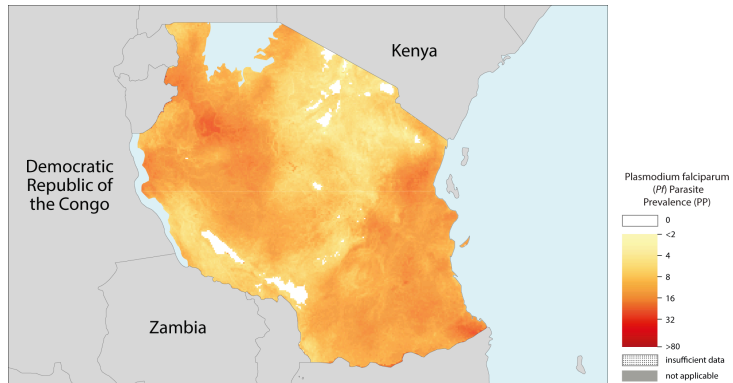 Kenya
Democratic
Republic of
the Congo
Zambia
Plasmodium falciparum
(Pf) Parasite
Prevalence (PP)
0
<2
4
8
16
32
>80
insufficient data
not applicable